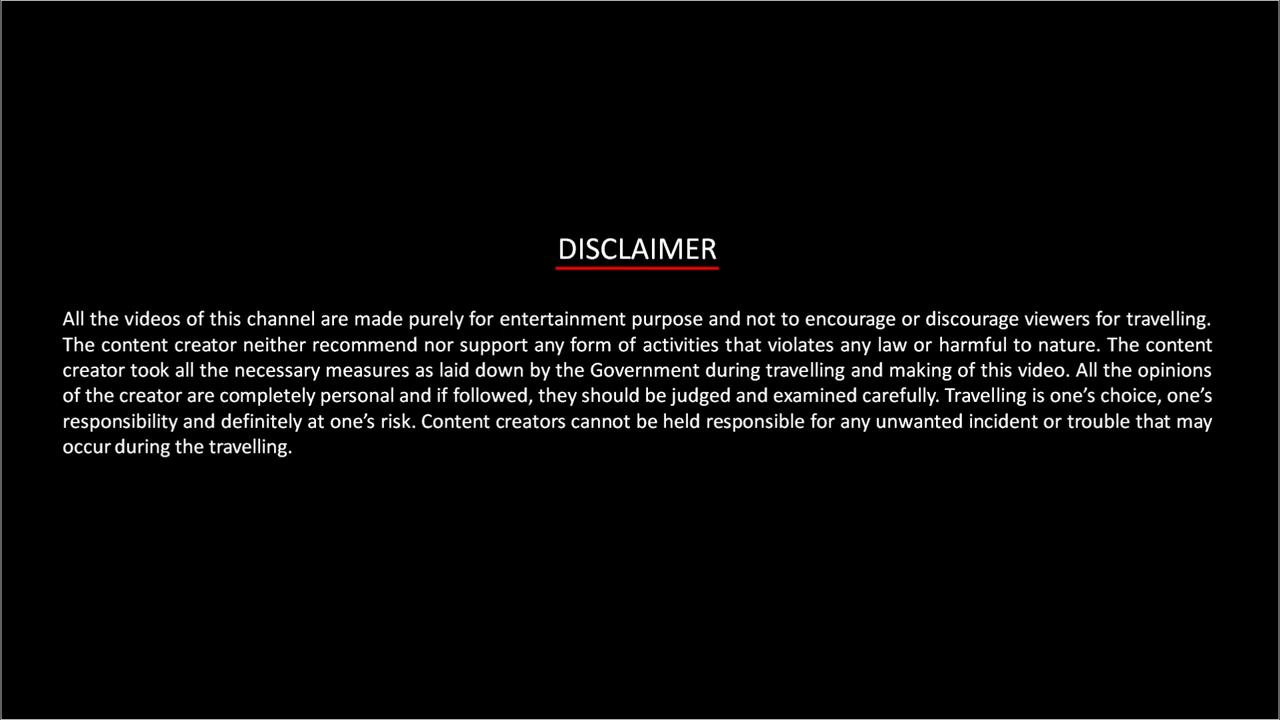 DISCLAIMER
All the videos of this channel are made purely for entertainment purpose and not to encourage or discourage viewers for travelling.
The content creator neither recommend nor support any form of activities that violates any law or harmful to nature. The content
creator took all the necessary measures as laid down by the Government during travelling and making of this video. All the opinions
of the creator are completely personal and if followed, they should be judged and examined carefully. Travelling is one’s choice, one’s
responsibility and definitely at one’s risk. Content creators cannot be held responsible for any unwanted incident or trouble that may
occur during the travelling.